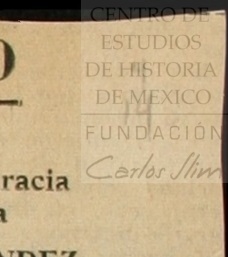 CENTRO DE
ESTUDIOS
DE HISTORIA
DE MEXICO
FUNDACIÓN
Carlos Slim
racia
a